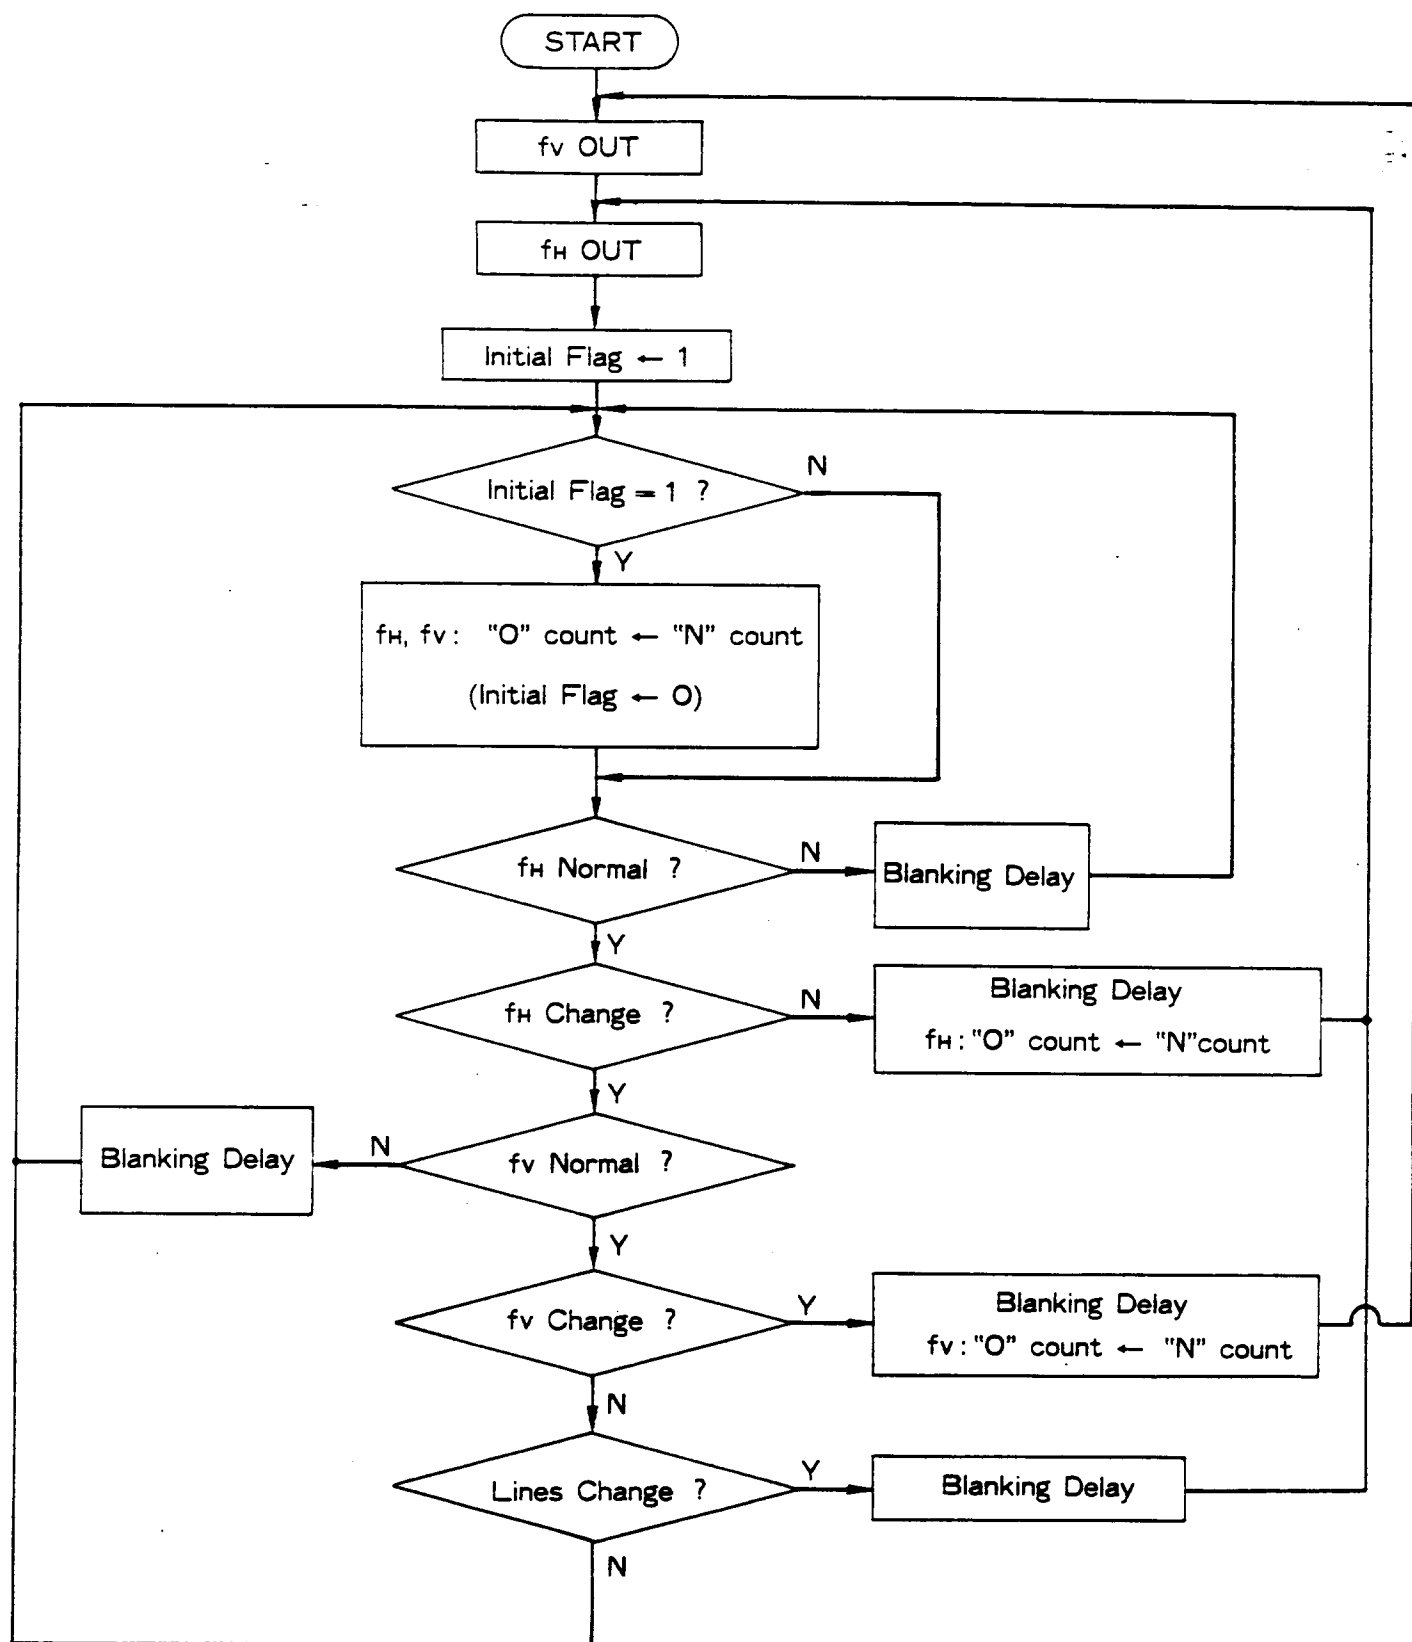 START
fV OUT
fH OUT
Initial Flag ← 1
Initial Flag = 1 ?
N
Y
fH, fV : "O" count ← "N" count
(Initial Flag ← O)
fH Normal ?
N
Blanking Delay
Y
fH Change ?
N
Blanking Delay
fH : "O" count ← "N"count
Y
Blanking Delay
N
fV Normal ?
Y
fV Change ?
Y
Blanking Delay
fV : "O" count ← "N" count
N
Lines Change ?
Y
Blanking Delay
N